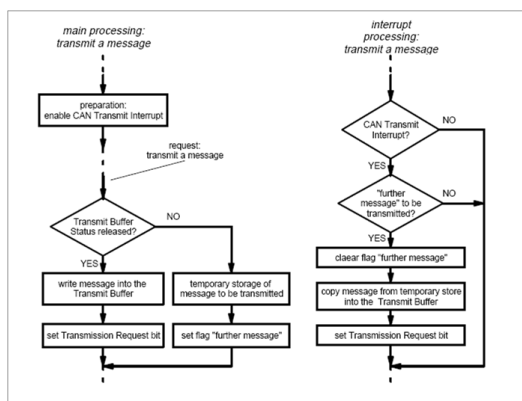 main processing:
transmit a message
preparation:
enable CAN Transmit Interrupt
request:
transmit a message
Transmit Buffer
Status released?
NO
YES
write message into the
Transmit Buffer
temporary storage of
message to be transmitted
set Transmission Request bit
set flag "further message"
interrupt
processing:
transmit a message
CAN Transmit
Interrupt?
NO
YES
"further
message" to be
transmitted?
NO
YES
claear flag "further message"
copy message from temporary store
into the Transmit Buffer
set Transmission Request bit